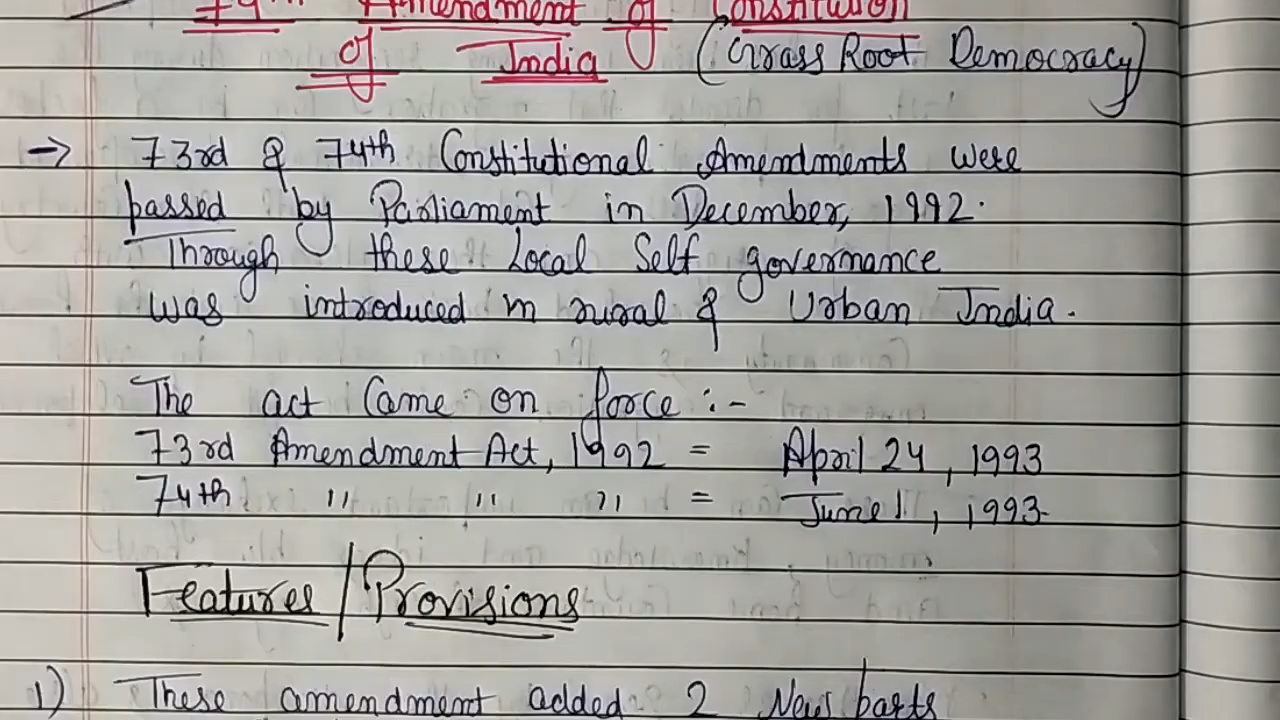 74th Amendment of Constitution
of India (Grass Root Democracy)
→ 73rd & 74th Constitutional Amendments were
passed by Parliament in December, 1992.
Through these Local Self governance
was introduced in rural & Urban India.
The act came on force :-
73rd Amendment Act, 1992 = April 24, 1993
74th " " " = June 1, 1993.
Features / Provisions
1) These amendment added 2 New parts